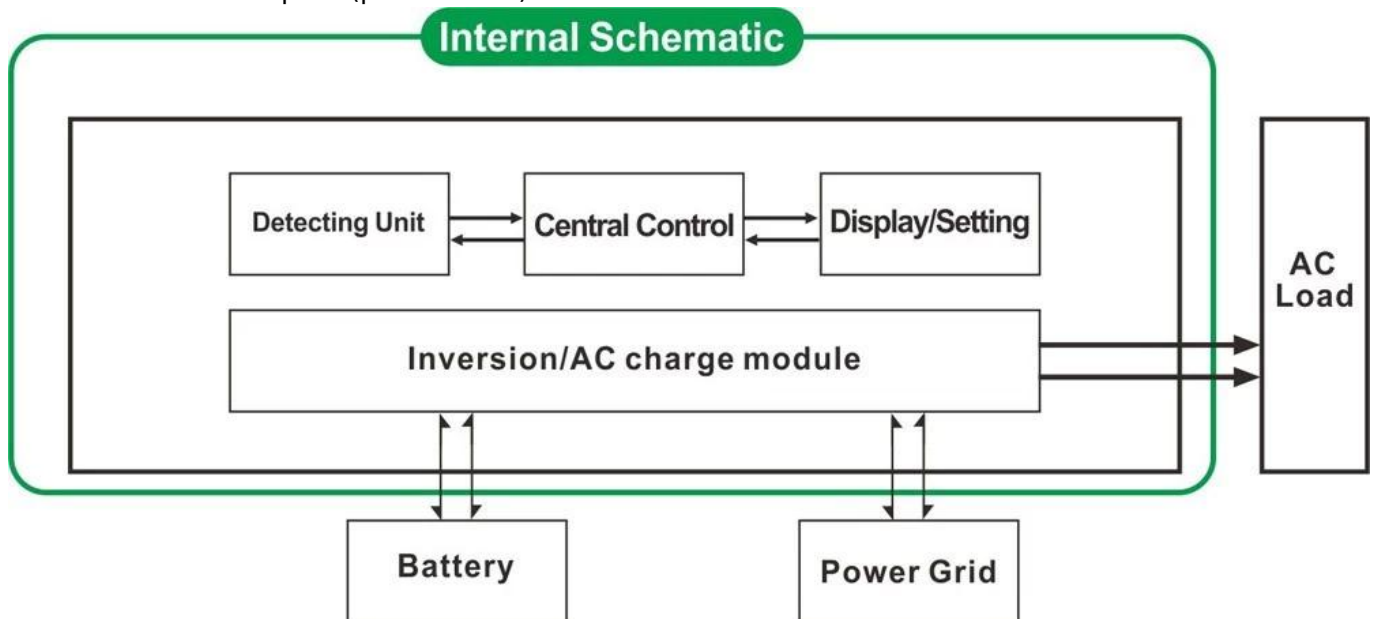 Internal Schematic
Detecting Unit
Central Control
Display/Setting
AC
Load
Inversion/AC charge module
Battery
Power Grid